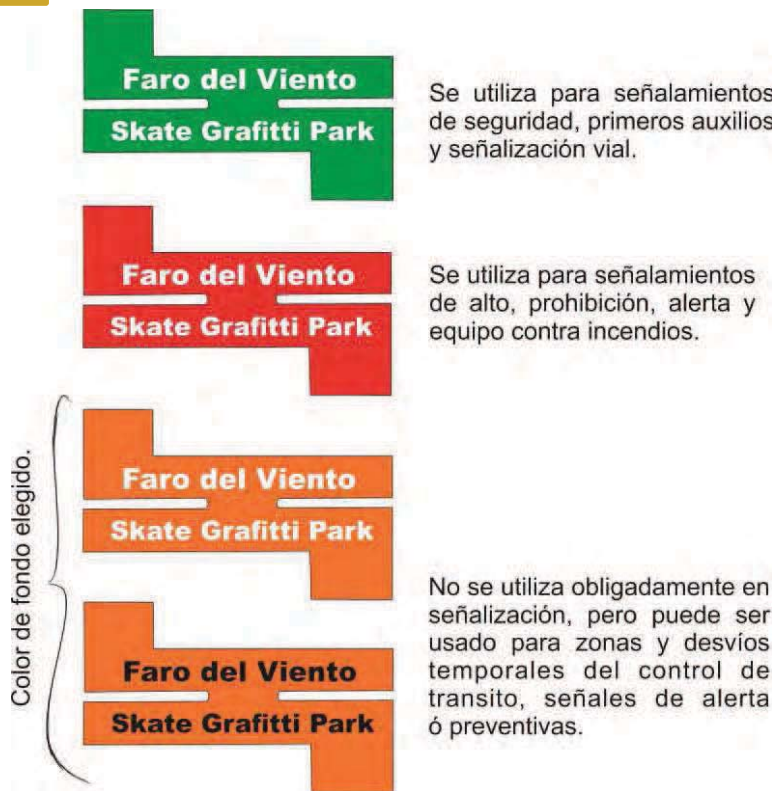 Faro del Viento
Skate Grafitti Park
Se utiliza para señalamientos
de seguridad, primeros auxilios
y señalización vial.
Faro del Viento
Skate Grafitti Park
Se utiliza para señalamientos
de alto, prohibición, alerta y
equipo contra incendios.
Color de fondo elegido.
Faro del Viento
Skate Grafitti Park
Faro del Viento
Skate Grafitti Park
No se utiliza obligadamente en
señalización, pero puede ser
usado para zonas y desvíos
temporales del control de
transito, señales de alerta
ó preventivas.